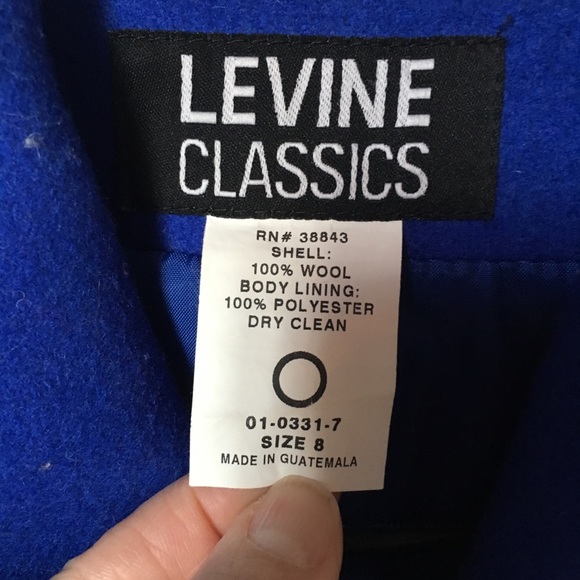 LEVINE
CLASSICS
RN# 38843
SHELL:
100% WOOL
BODY LINING:
100% POLYESTER
DRY CLEAN
01-0331-7
SIZE 8
MADE IN GUATEMALA